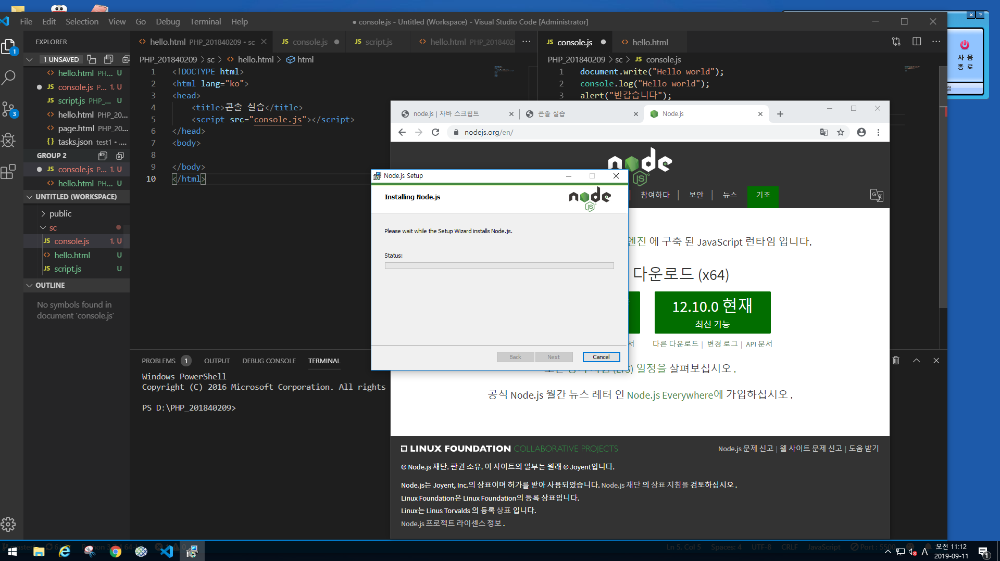 File Edit Selection View Go Debug Terminal Help
● console.js - Untitled (Workspace) - Visual Studio Code [Administrator]
사 용
종 료
EXPLORER
1 UNSAVED
hello.html PH... U
console.js P... 1, U
script.js PHP_... U
hello.html PHP_20...
page.html PHP_20...
tasks.json test1 • ....
GROUP 2
console.js P... 1, U
hello.html PH... U
UNTITLED (WORKSPACE)
public
sc
console.js 1, U
hello.html U
script.js U
OUTLINE
No symbols found in
document 'console.js'
hello.html PHP_201840209 • sc
console.js
script.js
hello.html PHP_20184020
PHP_201840209 > sc > hello.html > html
1 <!DOCTYPE html>
2 <html lang="ko">
3 <head>
4 <title>콘솔 실습</title>
5 <script src="console.js"></script>
6 </head>
7 <body>
8
9 </body>
10 </html>
console.js
hello.html
PHP_201840209 > sc > JS console.js
1 document.write("Hello world");
2 console.log("Hello world");
3 alert("반갑습니다");
PROBLEMS 1 OUTPUT DEBUG CONSOLE TERMINAL
Windows PowerShell
Copyright (C) 2016 Microsoft Corporation. All rights
PS D:\PHP_201840209>
node.js | 자바 스크립트
콘솔 실습
Node.js
nodejs.org/en/
node
JS
참여하다 | 보안 | 뉴스 기초
엔진 에 구축 된 JavaScript 런타임 입니다.
다운로드 (x64)
12.10.0 현재
최신 기능
다른 다운로드 | 변경 로그 | API 문서
일정을 살펴보십시오 .
공식 Node.js 월간 뉴스 레터 인 Node.js Everywhere에 가입하십시오 .
LINUX FOUNDATION COLLABORATIVE PROJECTS
Node.js 문제 신고 | 웹 사이트 문제 신고 | 도움 받기
© Node.js 재단. 판권 소유. 이 사이트의 일부는 원래 © Joyent입니다.
Node.js는 Joyent, Inc.의 상표이며 허가를 받아 사용되었습니다. Node.js 재단 의 상표 지침을 검토하십시오 .
Linux Foundation은 Linux Foundation의 등록 상표입니다.
Linux는 Linus Torvalds 의 등록 상표 입니다.
Node.js 프로젝트 라이센스 정보 .
Node.js Setup
Installing Node.js
node
JS
Please wait while the Setup Wizard installs Node.js.
Status:
Back Next Cancel
Ln 5, Col 5 Spaces: 4 UTF-8 CRLF JavaScript Port : 5500
A
오전 11:12
2019-09-11
1